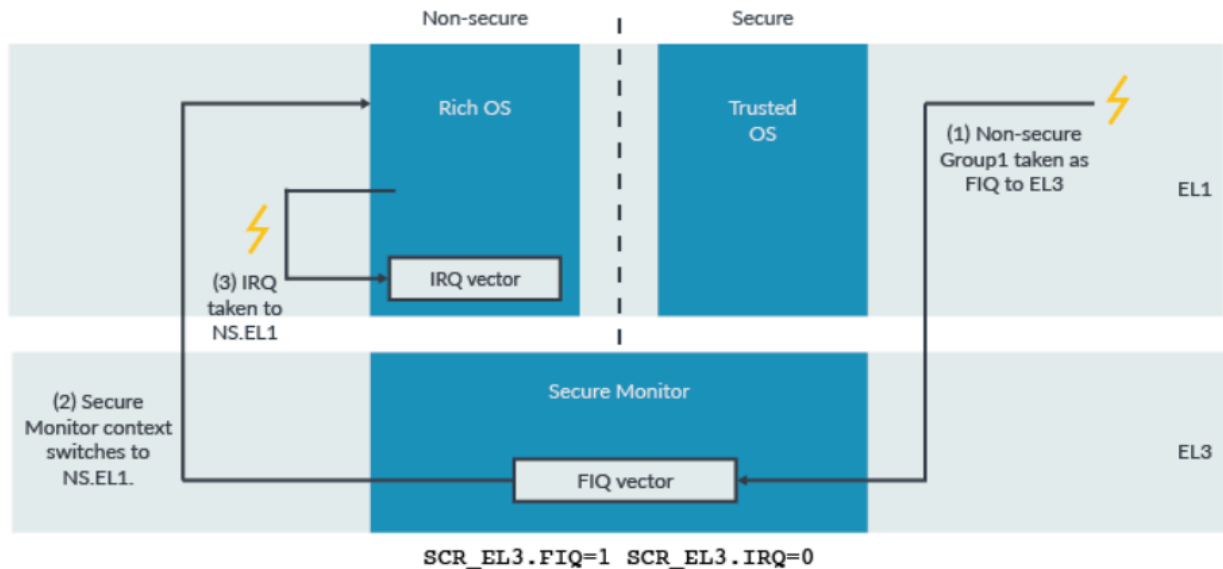 Non-secure
Secure
Rich OS
Trusted
OS
(1) Non-secure
Group1 taken as
FIQ to EL3
EL1
(3) IRQ
taken to
NS.EL1
IRQ vector
Secure Monitor
(2) Secure
Monitor context
switches to
NS.EL1.
FIQ vector
EL3
SCR_EL3.FIQ=1 SCR_EL3.IRQ=0